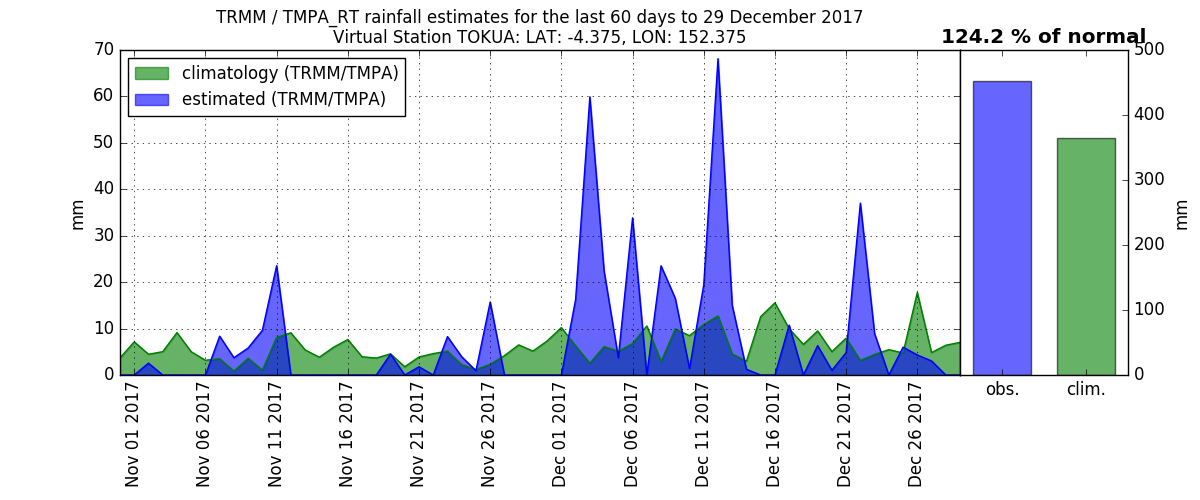 TRMM / TMPA_RT rainfall estimates for the last 60 days to 29 December 2017
Virtual Station TOKUA: LAT: -4.375, LON: 152.375
124.2 % of normal
climatology (TRMM/TMPA)
estimated (TRMM/TMPA)
70
60
50
40
30
20
10
0
mm
Nov 01 2017
Nov 06 2017
Nov 11 2017
Nov 16 2017
Nov 21 2017
Nov 26 2017
Dec 01 2017
Dec 06 2017
Dec 11 2017
Dec 16 2017
Dec 21 2017
Dec 26 2017
500
400
300
200
100
0
mm
obs.
clim.